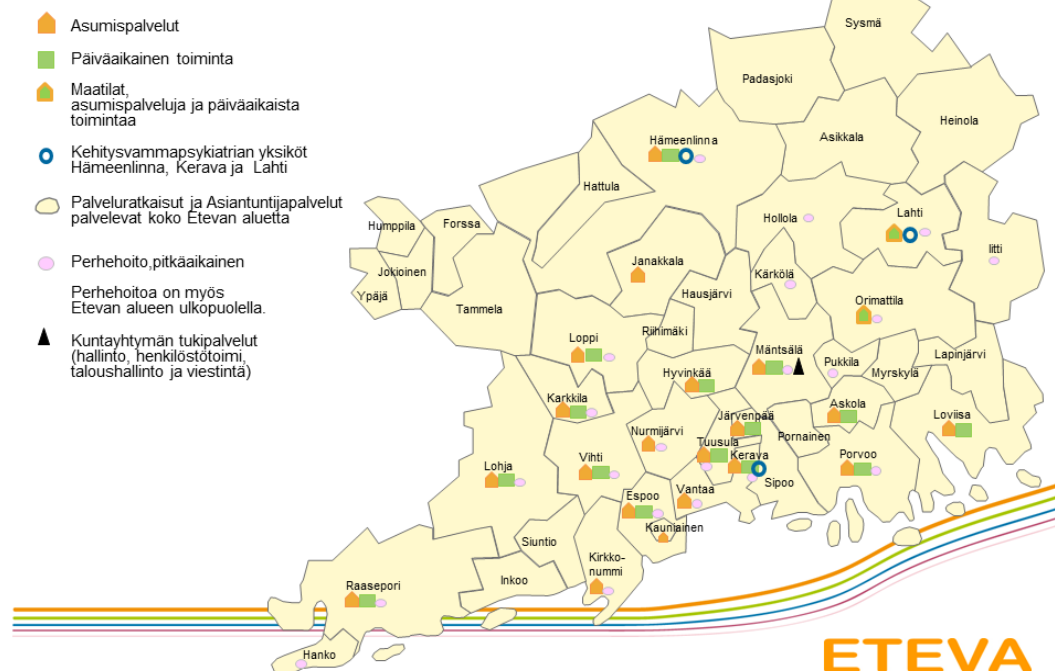 Asumispalvelut
Päiväaikainen toiminta
Maatilat,
asumispalveluja ja päiväaikaista
toimintaa
Kehitysvammapsykiatrian yksiköt
Hämeenlinna, Kerava ja Lahti
Palveluratkaisut ja Asiantuntijapalvelut
palvelevat koko Etevan aluetta
Perhehoito,pitkäaikainen
Perhehoitoa on myös
Etevan alueen ulkopuolella.
Kuntayhtymän tukipalvelut
(hallinto, henkilöstötoimi,
taloushallinto ja viestintä)
Sysmä
Padasjoki
Heinola
Asikkala
Hämeenlinna
Hattula
Hollola
Lahti
Iitti
Humppila
Forssa
Janakkala
Kärkölä
Jokioinen
Ypäjä
Tammela
Hausjärvi
Orimattila
Loppi
Riihimäki
Mäntsälä
Pukkila
Lapinjärvi
Myrskylä
Hyvinkää
Karkkila
Askola
Järvenpää
Loviisa
Nurmijärvi
Tuusula
Pornainen
Kerava
Porvoo
Lohja
Vihti
Sipoo
Espoo
Vantaa
Kauniainen
Siuntio
Kirkko-
nummi
Inkoo
Raasepori
Hanko
ETEVA